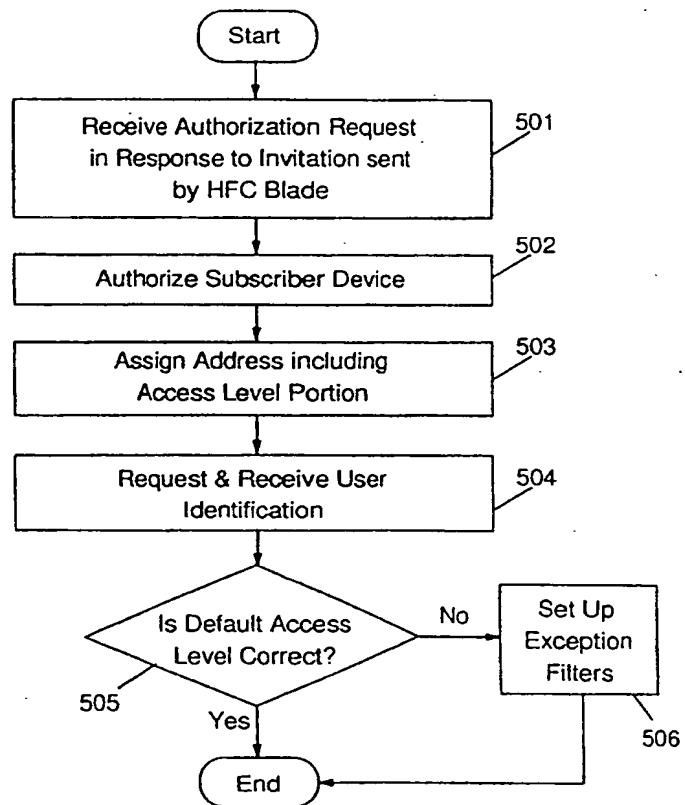 Start
Receive Authorization Request
in Response to Invitation sent
by HFC Blade
501
502
Authorize Subscriber Device
503
Assign Address including
Access Level Portion
504
Request & Receive User
Identification
Is Default Access
Level Correct?
505
No
Set Up
Exception
Filters
506
Yes
End